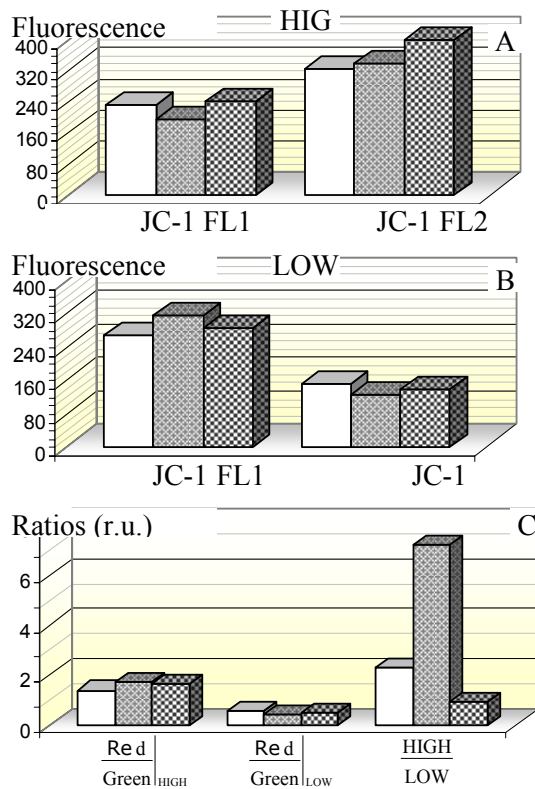 Fluorescence HIG
A
400
320
240
160
80
0
JC-1 FL1 JC-1 FL2
Fluorescence LOW
B
400
320
240
160
80
0
JC-1 FL1 JC-1
Ratios (r.u.) C
6
4
2
0
Red Red HIGH
Green HIGH Green LOW LOW